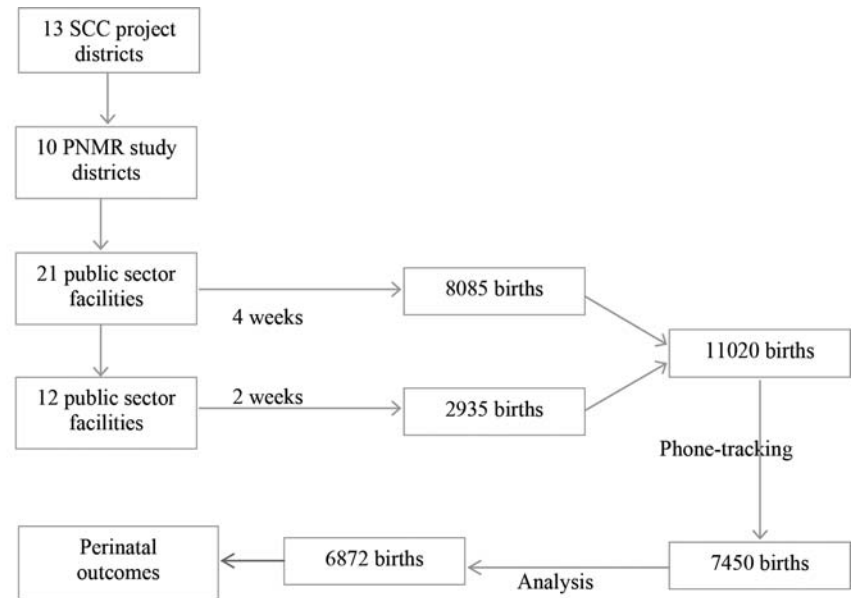 13 SCC project
districts
10 PNMR study
districts
21 public sector
facilities
4 weeks
8085 births
11020 births
12 public sector
facilities
2 weeks
2935 births
Phone-tracking
Perinatal
outcomes
6872 births
Analysis
7450 births